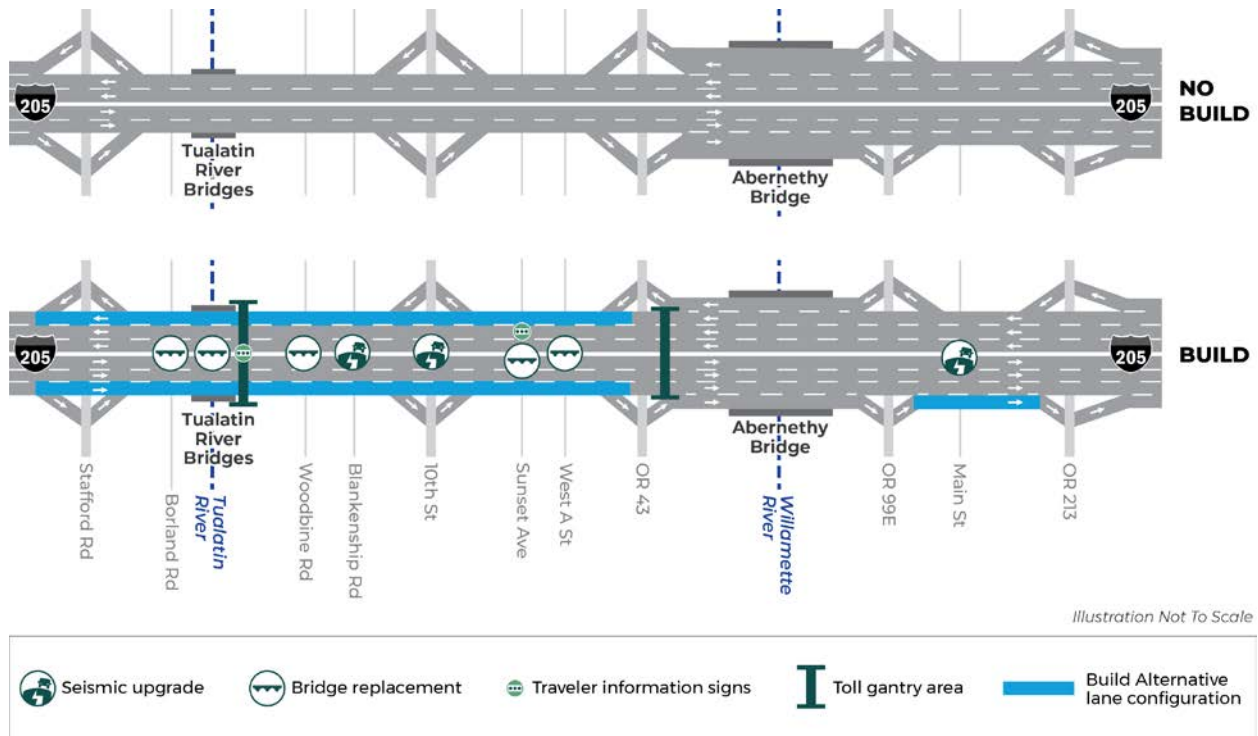 205
205
NO
BUILD
Tualatin
River
Bridges
Abernethy
Bridge
205
205
BUILD
Tualatin
River
Bridges
Abernethy
Bridge
Stafford Rd
Borland Rd
Tualatin
River
Woodbine Rd
Blankenship Rd
10th St
Sunset Ave
West A St
OR 43
Willamette
River
OR 99E
Main St
OR 213
Illustration Not To Scale
Seismic upgrade
Bridge replacement
Traveler information signs
Toll gantry area
Build Alternative
lane configuration